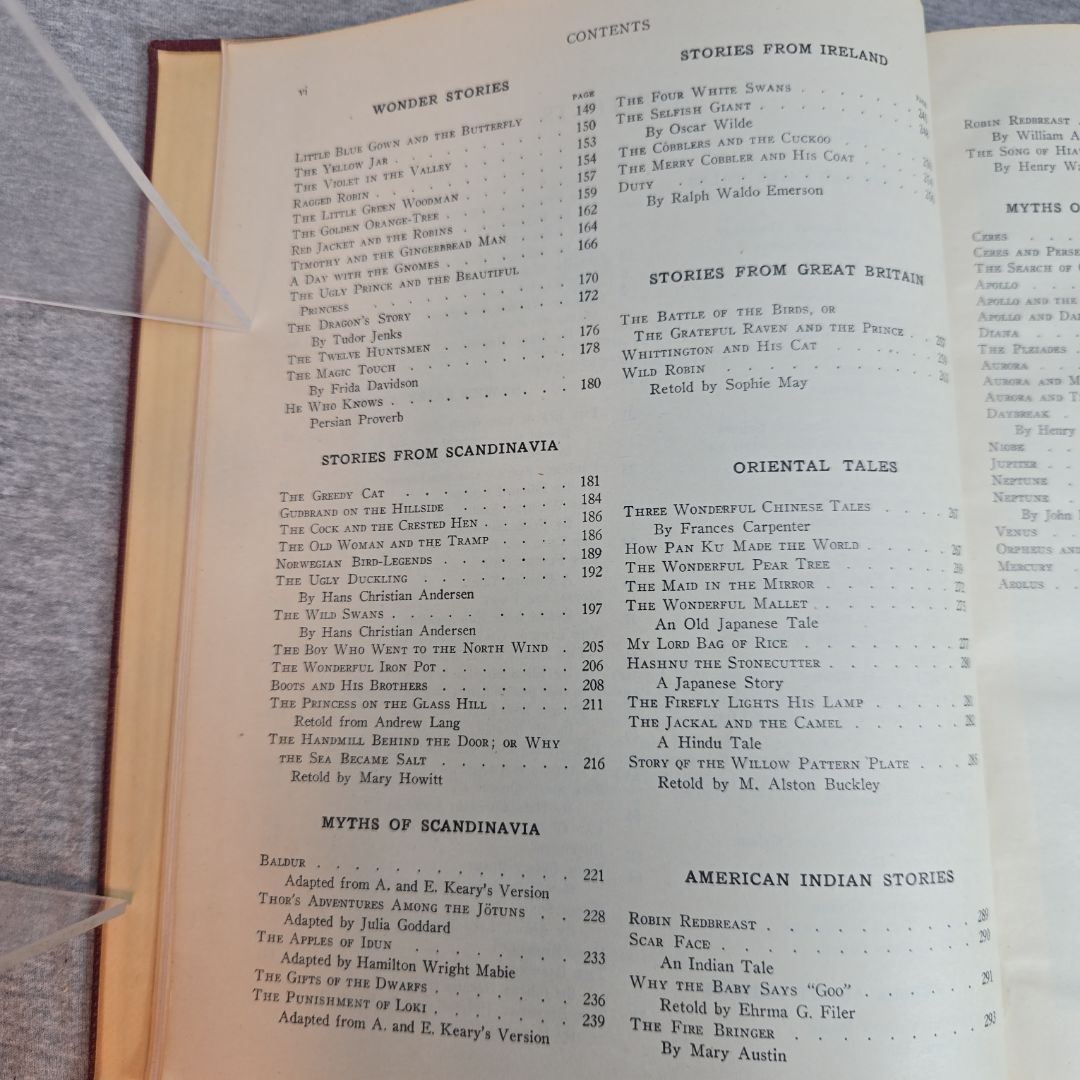 vi
CONTENTS
WONDER STORIES
PAGE
LITTLE BLUE GOWN AND THE BUTTERFLY . . 149
THE YELLOW JAR . . . . . . . . 150
THE VIOLET IN THE VALLEY . . . . . . 153
RAGGED ROBIN . . . . . . . . . 154
THE LITTLE GREEN WOODMAN . . . . . 157
THE GOLDEN ORANGE-TREE . . . . . . 159
RED JACKET AND THE ROBINS . . . . . 162
TIMOTHY AND THE GINGERBREAD MAN . . . 164
A DAY WITH THE GNOMES . . . . . . 166
THE UGLY PRINCE AND THE BEAUTIFUL
PRINCESS . . . . . . . . . 170
THE DRAGON'S STORY . . . . . . . 172
By Tudor Jenks
THE TWELVE HUNTSMEN . . . . . . 176
THE MAGIC TOUCH . . . . . . . 178
By Frida Davidson
HE WHO KNOWS . . . . . . . . 180
Persian Proverb
STORIES FROM SCANDINAVIA
THE GREEDY CAT . . . . . . . . 181
GUDBRAND ON THE HILLSIDE . . . . . 184
THE COCK AND THE CRESTED HEN . . . . 186
THE OLD WOMAN AND THE TRAMP . . . . 186
NORWEGIAN BIRD-LEGENDS . . . . . . 189
THE UGLY DUCKLING . . . . . . . 192
By Hans Christian Andersen
THE WILD SWANS . . . . . . . . 197
By Hans Christian Andersen
THE BOY WHO WENT TO THE NORTH WIND . 205
THE WONDERFUL IRON POT . . . . . . 206
BOOTS AND HIS BROTHERS . . . . . . 208
THE PRINCESS ON THE GLASS HILL . . . . 211
Retold from Andrew Lang
THE HANDMILL BEHIND THE DOOR; OR WHY
THE SEA BECAME SALT . . . . . . 216
Retold by Mary Howitt
MYTHS OF SCANDINAVIA
BALDUR . . . . . . . . . . 221
Adapted from A. and E. Keary's Version
THOR'S ADVENTURES AMONG THE JÖTUNS . . 228
Adapted by Julia Goddard
THE APPLES OF IDUN . . . . . . . 233
Adapted by Hamilton Wright Mabie
THE GIFTS OF THE DWARFS . . . . . . 236
THE PUNISHMENT OF LOKI . . . . . . 239
Adapted from A. and E. Keary's Version
STORIES FROM IRELAND
THE FOUR WHITE SWANS . . . . . .
THE SELFISH GIANT . . . . . . .
By Oscar Wilde
THE COBBLERS AND THE CUCKOO . . . .
THE MERRY COBBLER AND HIS COAT . . .
DUTY . . . . . . . . . .
By Ralph Waldo Emerson
STORIES FROM GREAT BRITAIN
THE BATTLE OF THE BIRDS, OR
THE GRATEFUL RAVEN AND THE PRINCE . .
WHITTINGTON AND HIS CAT . . . . .
WILD ROBIN . . . . . . . .
Retold by Sophie May
ORIENTAL TALES
THREE WONDERFUL CHINESE TALES . . . .
By Frances Carpenter
HOW PAN KU MADE THE WORLD . . . .
THE WONDERFUL PEAR TREE . . . . .
THE MAID IN THE MIRROR . . . . . .
THE WONDERFUL MALLET . . . . . .
An Old Japanese Tale
MY LORD BAG OF RICE . . . . . . .
HASHNU THE STONECUTTER . . . . . .
A Japanese Story
THE FIREFLY LIGHTS HIS LAMP . . . . .
THE JACKAL AND THE CAMEL . . . . .
A Hindu Tale
STORY OF THE WILLOW PATTERN PLATE . . .
Retold by M. Alston Buckley
AMERICAN INDIAN STORIES
ROBIN REDBREAST . . . . . . . . 289
SCAR FACE . . . . . . . . . 290
An Indian Tale
WHY THE BABY SAYS "GOO" . . . . . 291
Retold by Ehrma G. Filer
THE FIRE BRINGER . . . . . . . 293
By Mary Austin
ROBIN REDBREAST .
By William A
THE SONG OF HIA
By Henry Wa
MYTHS O
CERES . . .
CERES AND PERSE
THE SEARCH OF
APOLLO . . .
APOLLO AND THE
APOLLO AND DA
DIANA . . .
THE PLEIADES .
AURORA . . .
AURORA AND M
AURORA AND T
DAYBREAK .
By Henry
NIOBE . . .
JUPITER . .
NEPTUNE .
NEPTUNE .
By John
VENUS . .
ORPHEUS AND
MERCURY .
AEOLUS . .